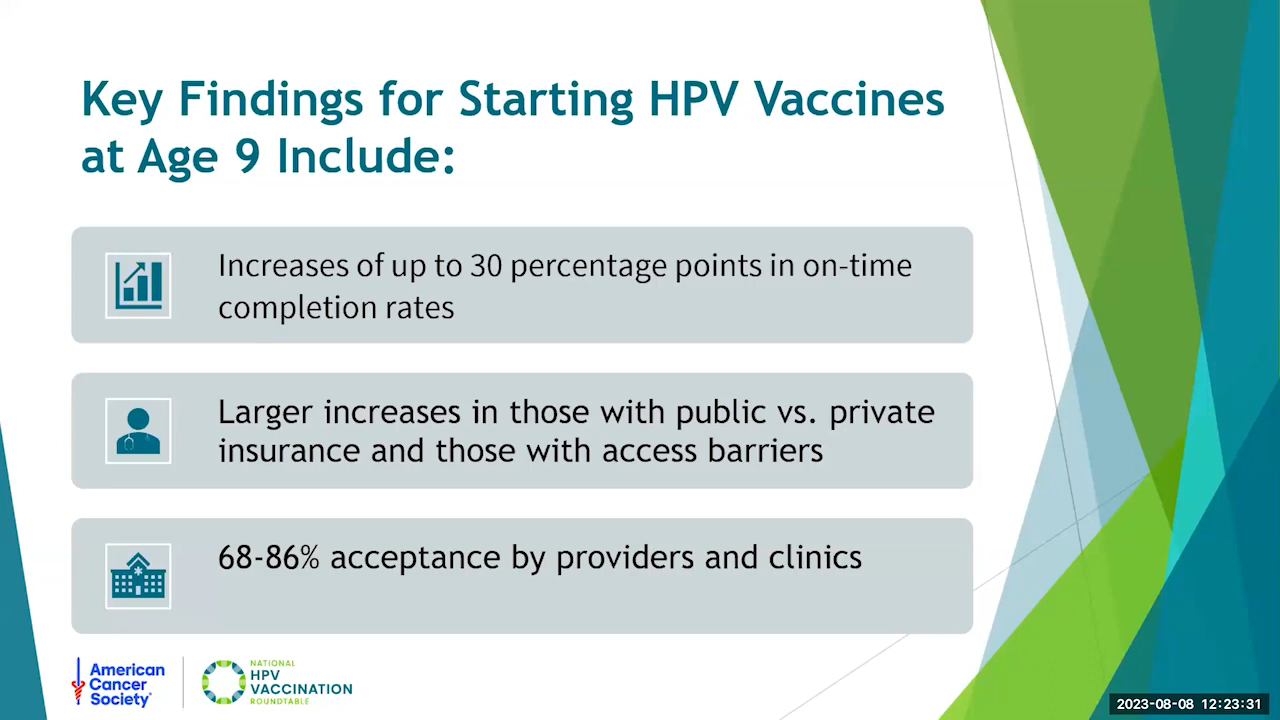 Key Findings for Starting HPV Vaccines
at Age 9 Include:
Increases of up to 30 percentage points in on-time
completion rates
Larger increases in those with public vs. private
insurance and those with access barriers
68-86% acceptance by providers and clinics
American
Cancer
Society
NATIONAL
HPV
VACCINATION
ROUNDTABLE
2023-08-08 12:23:31